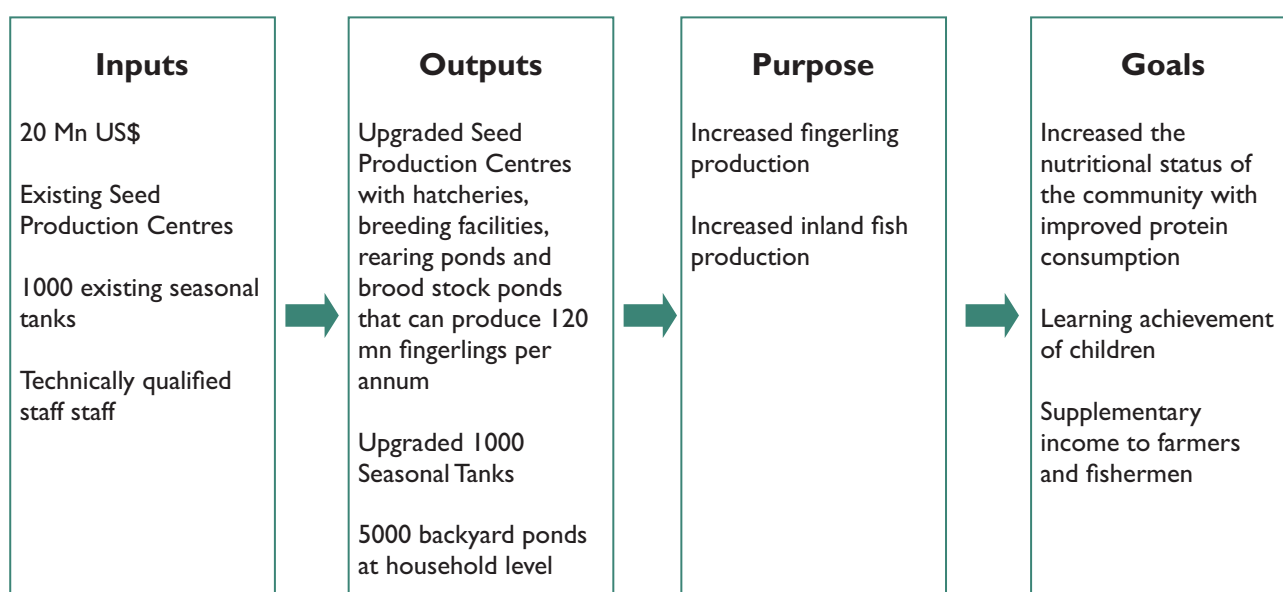 Inputs
20 Mn US$
Existing Seed
Production Centres
1000 existing seasonal
tanks
Technically qualified
staff staff
Outputs
Upgraded Seed
Production Centres
with hatcheries,
breeding facilities,
rearing ponds and
brood stock ponds
that can produce 120
mn fingerlings per
annum
Upgraded 1000
Seasonal Tanks
5000 backyard ponds
at household level
Purpose
Increased fingerling
production
Increased inland fish
production
Goals
Increased the
nutritional status of
the community with
improved protein
consumption
Learning achievement
of children
Supplementary
income to farmers
and fishermen